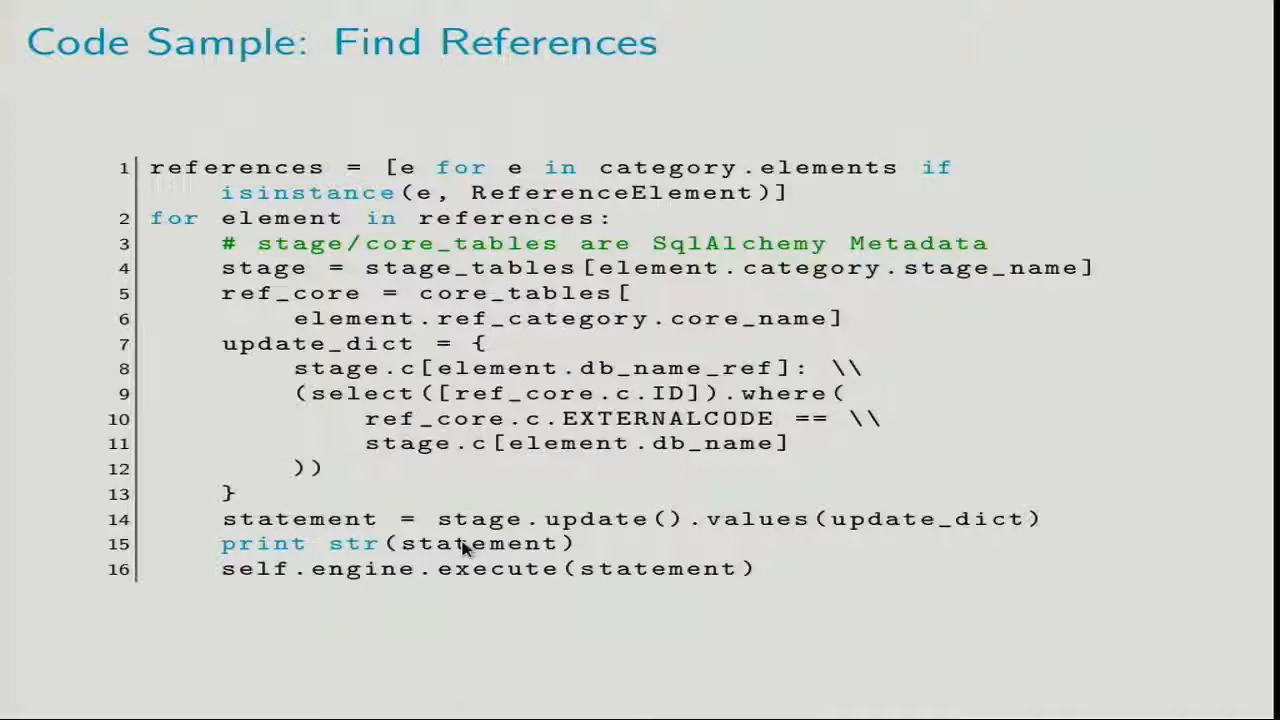 Code Sample: Find References
1 references = [e for e in category.elements if
isinstance(e, ReferenceElement)]
2 for element in references:
3 # stage/core_tables are SqlAlchemy Metadata
4 stage = stage_tables[element.category.stage_name]
5 ref_core = core_tables[
6 element.ref_category.core_name]
7 update_dict = {
8 stage.c[element.db_name_ref]: \\
9 (select([ref_core.c.ID]).where(
10 ref_core.c.EXTERNALCODE == \\
11 stage.c[element.db_name]
12 ))
13 }
14 statement = stage.update().values(update_dict)
15 print str(statement)
16 self.engine.execute(statement)